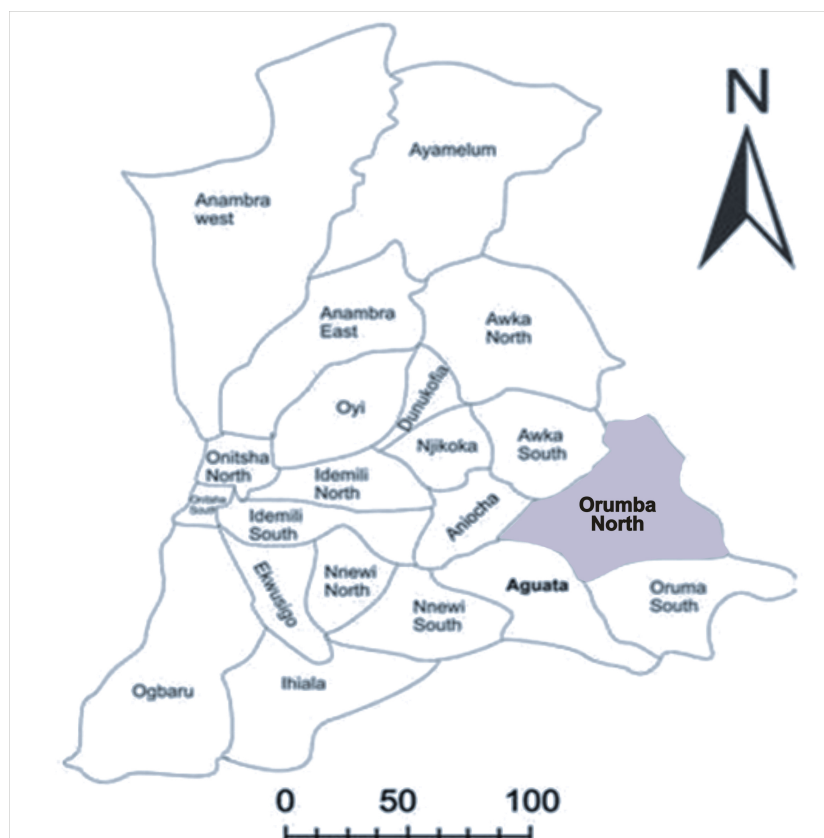 N
Ayamelum
Anambra
west
Anambra
East
Awka
North
Oyi
Dunukofia
Njikoka
Awka
South
Onitsha
North
Idemili
North
Onitsha
South
Idemili
South
Aniocha
Orumba
North
Ekwusigo
Nnewi
North
Nnewi
South
Aguata
Oruma
South
Ogbaru
Ihiala
0 50 100